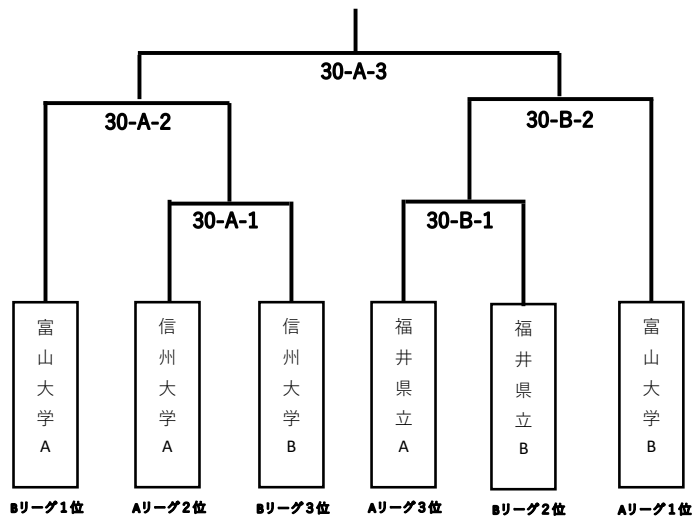 30-A-3
30-A-2
30-B-2
30-A-1
30-B-1
富山大学A
信州大学A
信州大学B
福井県立A
福井県立B
富山大学B
Bリーグ1位
Aリーグ2位
Bリーグ3位
Aリーグ3位
Bリーグ2位
Aリーグ1位